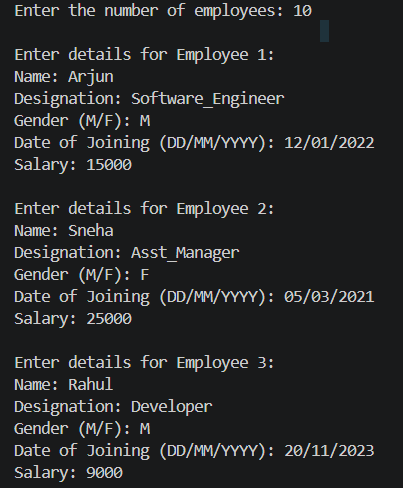 Enter the number of employees: 10
Enter details for Employee 1:
Name: Arjun
Designation: Software_Engineer
Gender (M/F): M
Date of Joining (DD/MM/YYYY): 12/01/2022
Salary: 15000
Enter details for Employee 2:
Name: Sneha
Designation: Asst_Manager
Gender (M/F): F
Date of Joining (DD/MM/YYYY): 05/03/2021
Salary: 25000
Enter details for Employee 3:
Name: Rahul
Designation: Developer
Gender (M/F): M
Date of Joining (DD/MM/YYYY): 20/11/2023
Salary: 9000